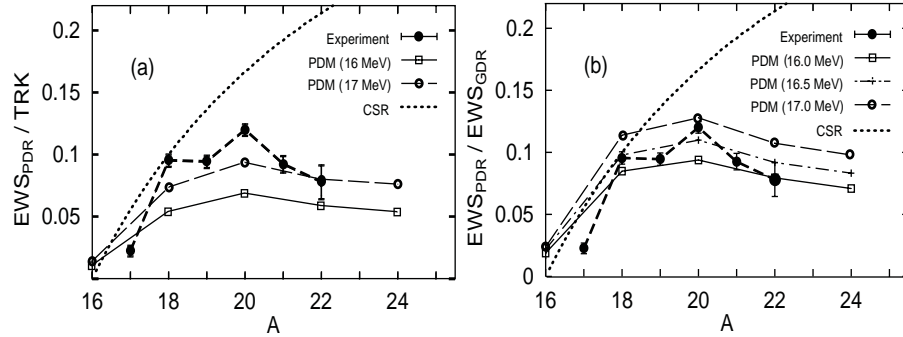 0.2
0.15
0.1
0.05
16
18
20
22
24
A
EWS_PDR / TRK
(a)
Experiment
PDM (16 MeV)
PDM (17 MeV)
CSR
0.2
0.15
0.1
0.05
0
16
18
20
22
24
A
EWS_PDR / EWS_GDR
(b)
Experiment
PDM (16.0 MeV)
PDM (16.5 MeV)
PDM (17.0 MeV)
CSR